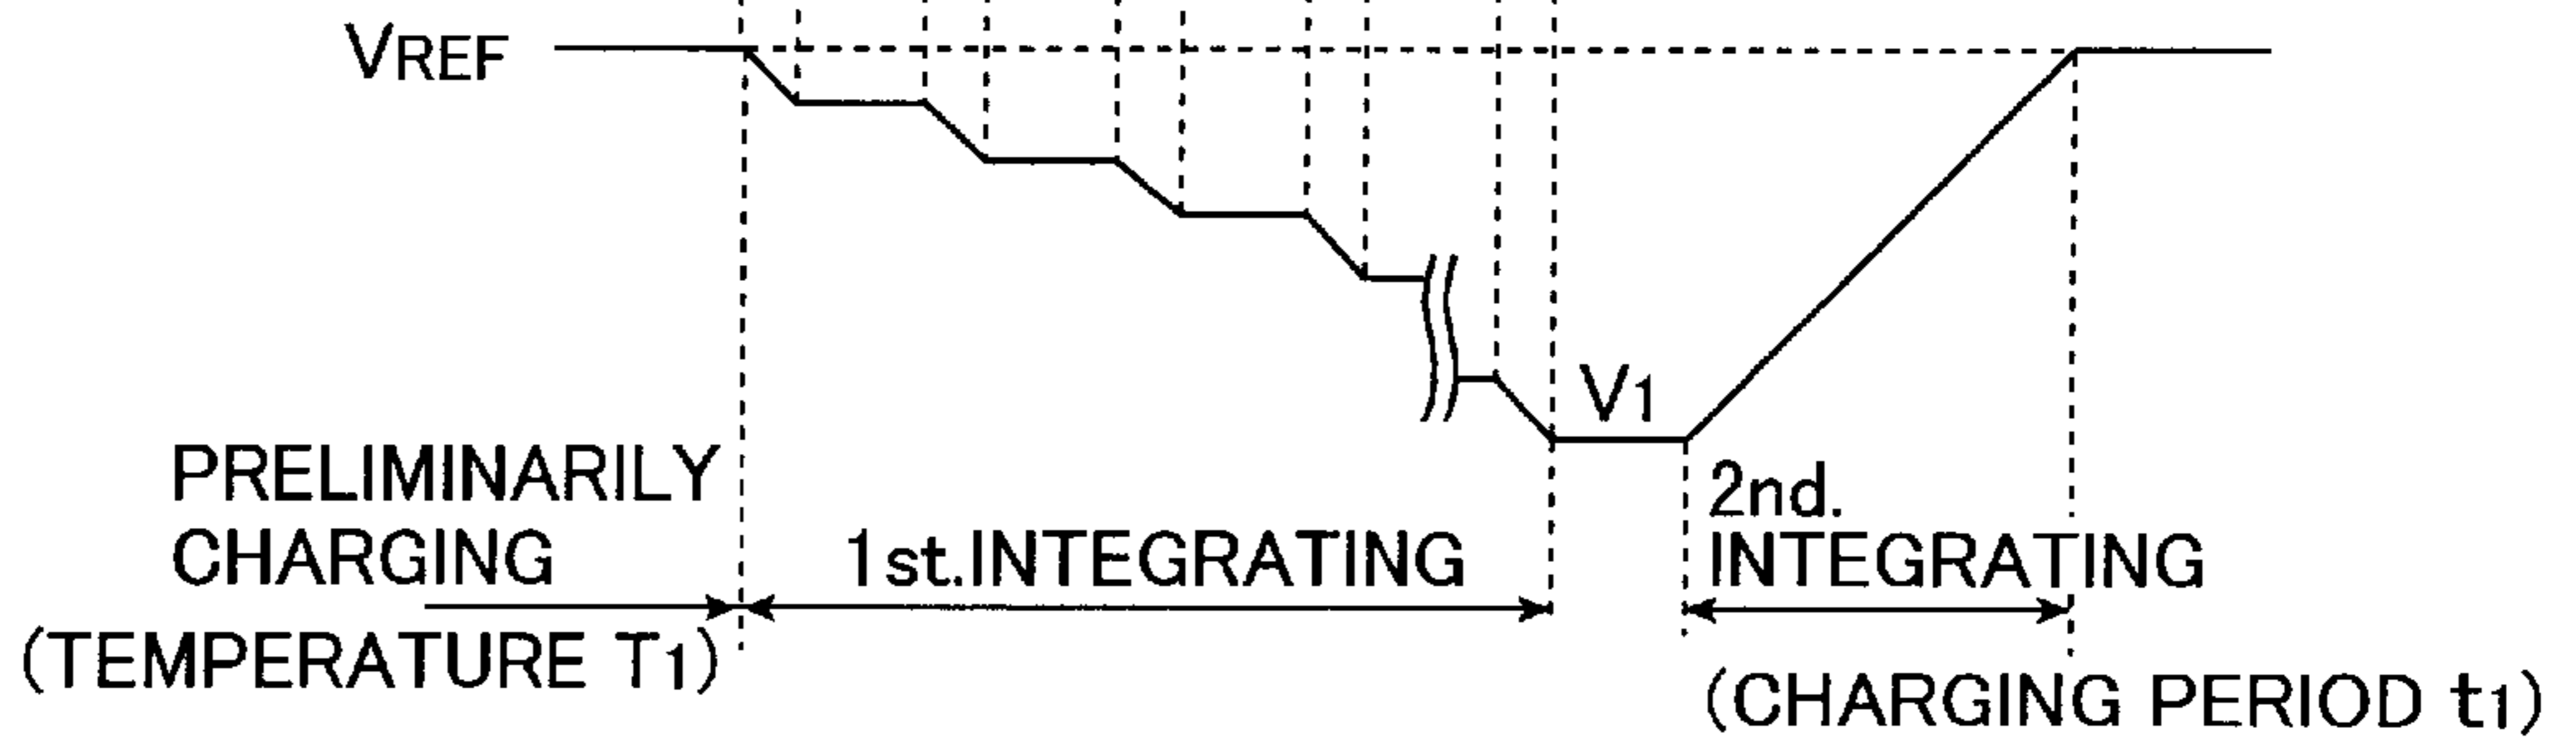 VREF
V1
PRELIMINARILY
CHARGING
(TEMPERATURE T1)
1st.INTEGRATING
2nd.
INTEGRATING
(CHARGING PERIOD t1)